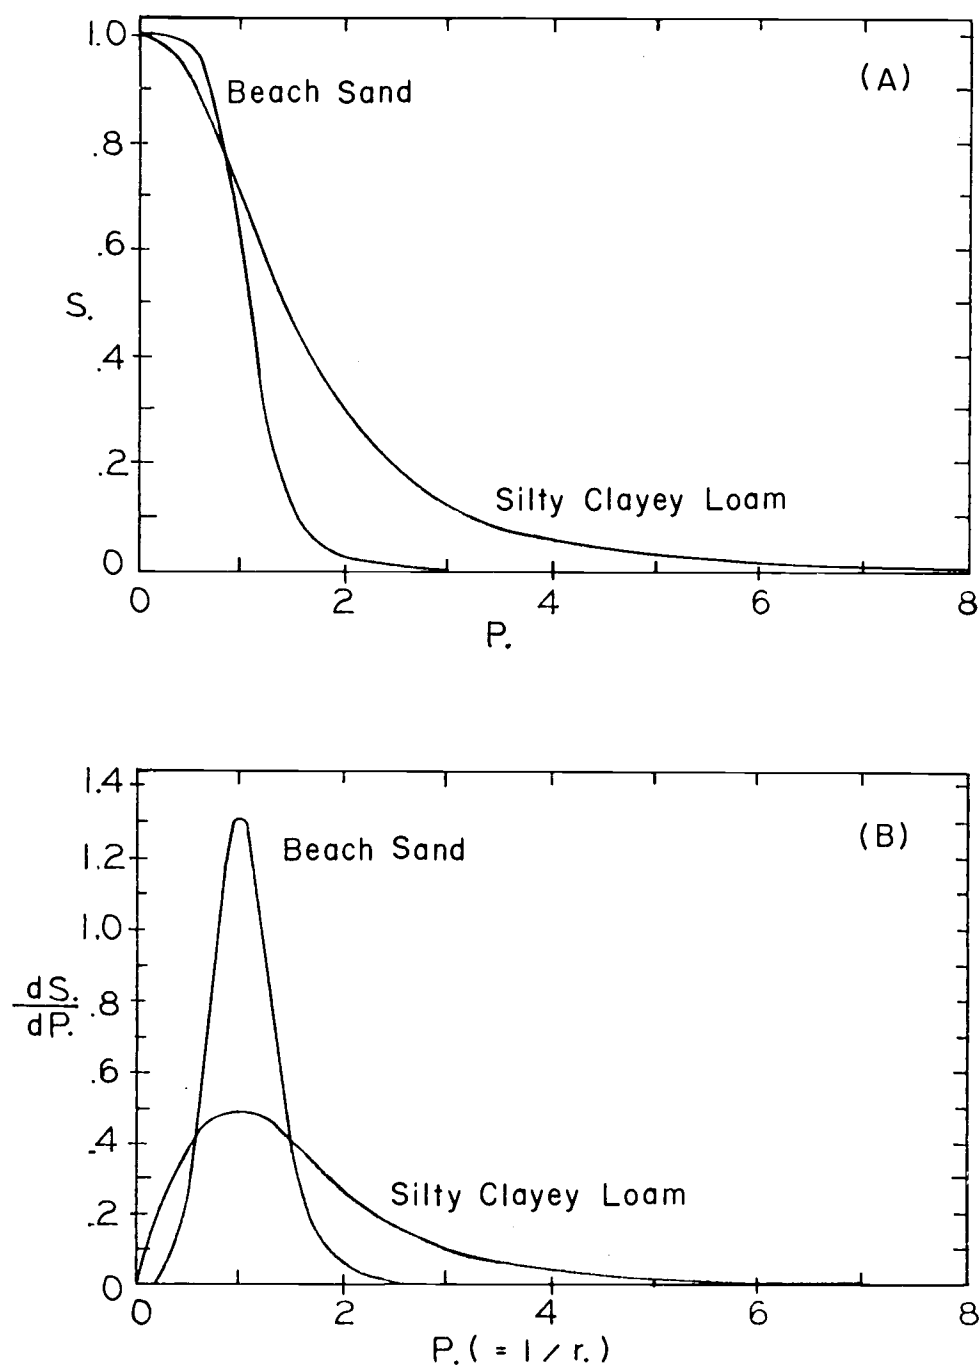 1.0
(A)
Beach Sand
.8
.6
S.
.4
.2
Silty Clayey Loam
0
0 2 4 6 8
P.
1.4
(B)
Beach Sand
1.2
1.0
dS.
dP.
.8
.6
.4
Silty Clayey Loam
.2
0
0 2 4 6 8
P. ( = 1 / r. )